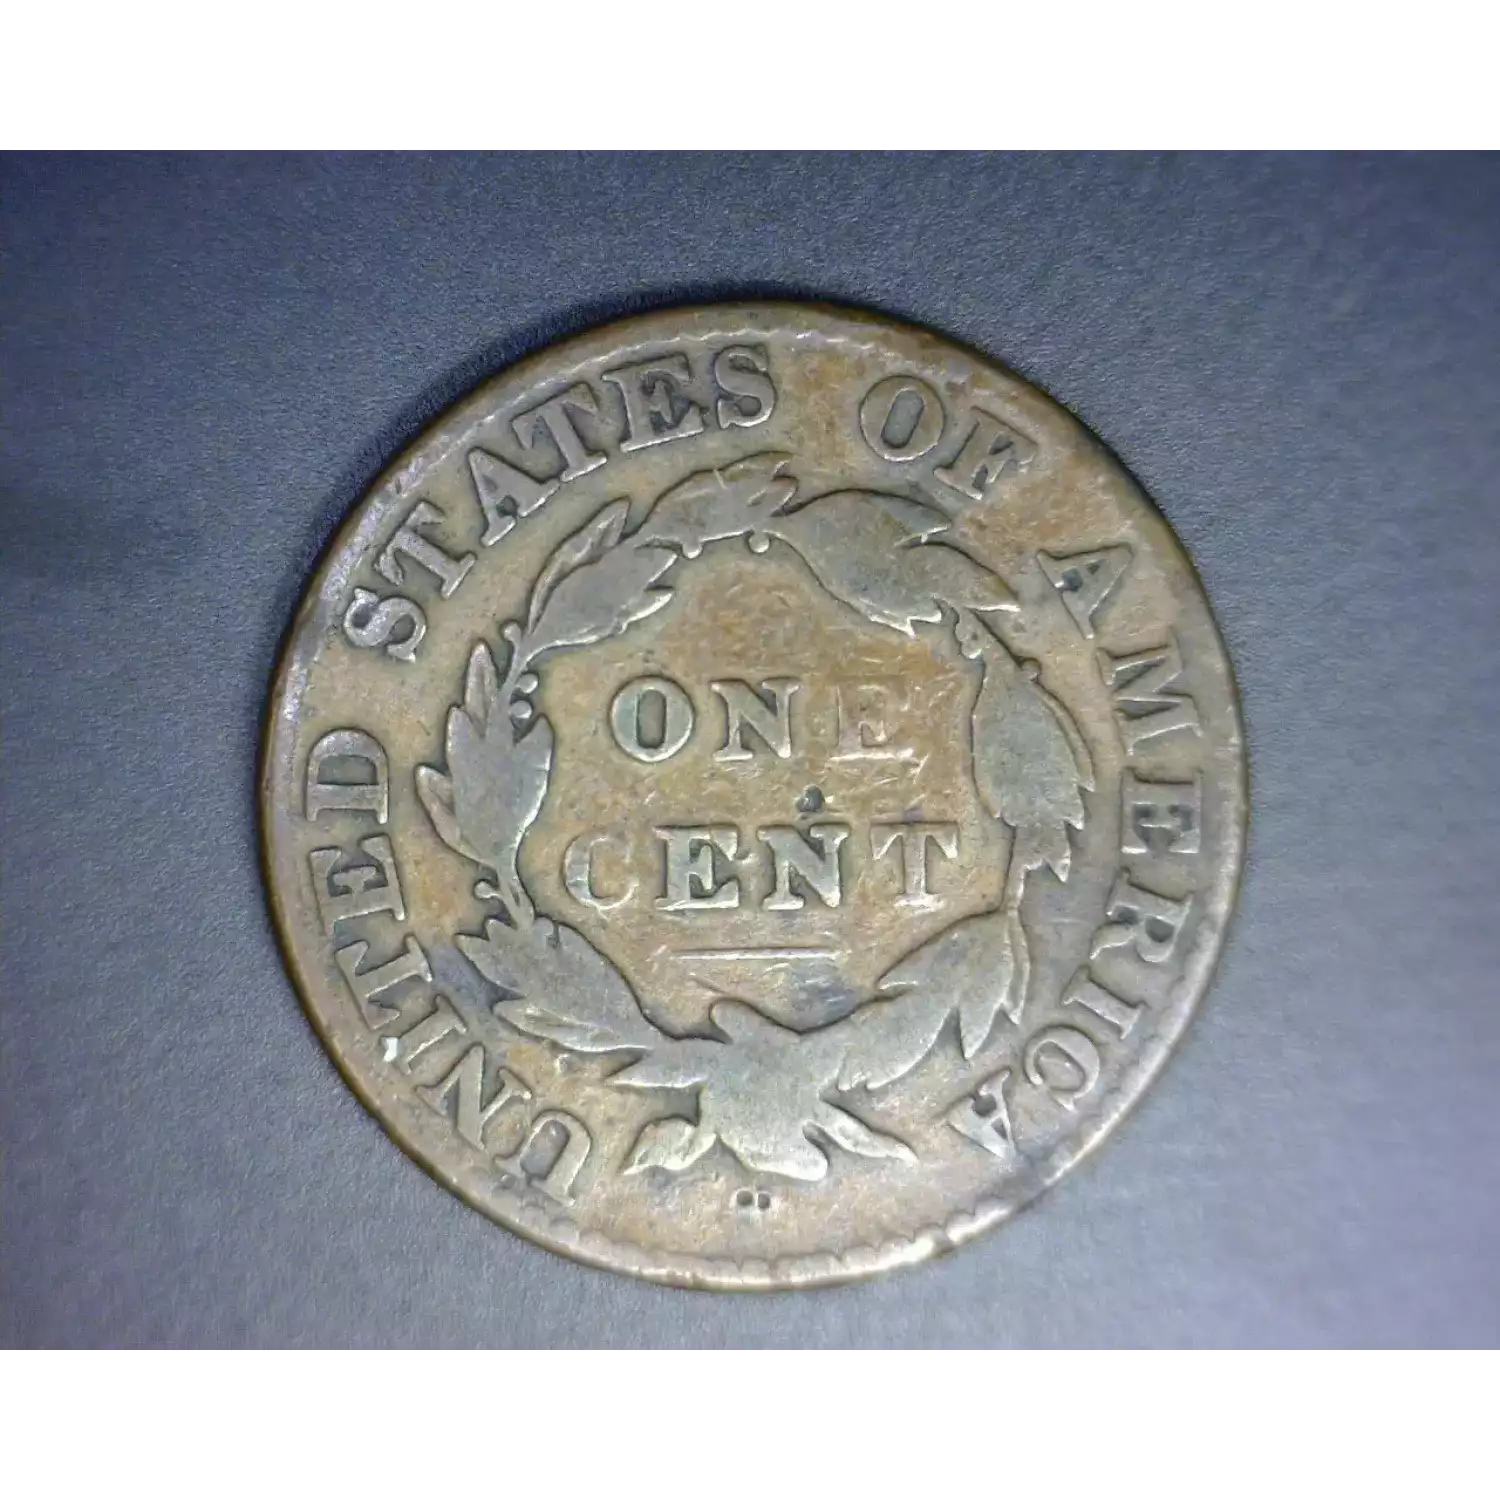 UNITED STATES OF AMERICA
ONE
CENT